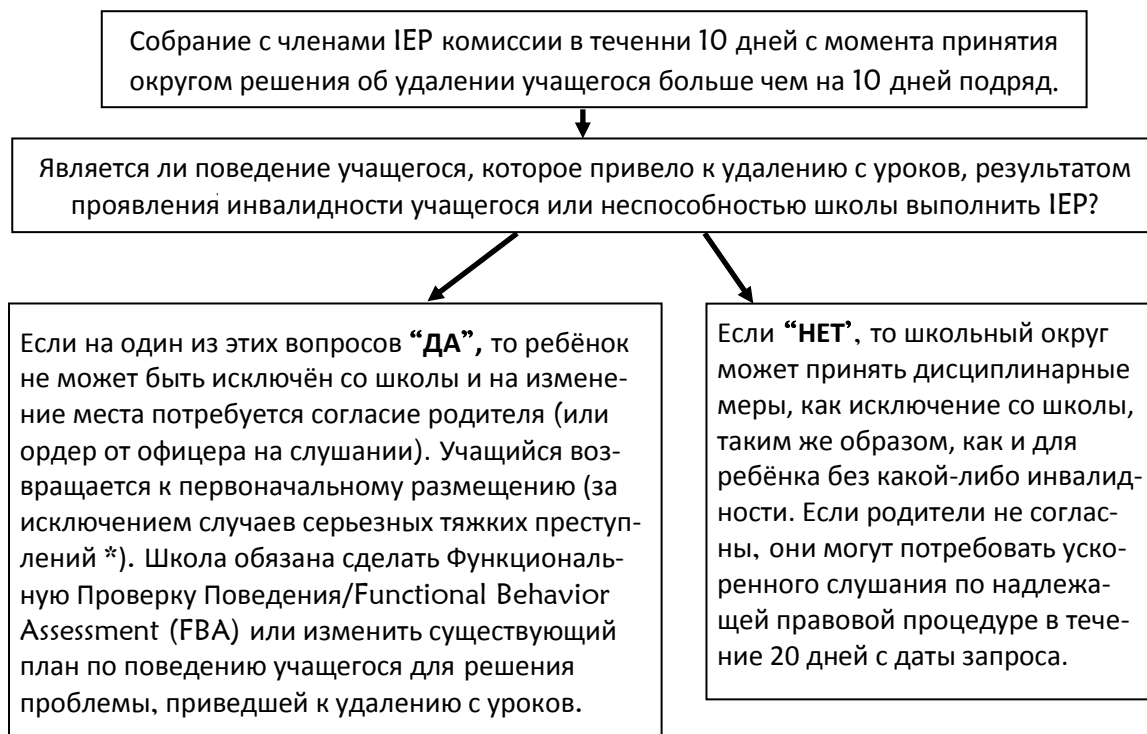 Собрание с членами IEP комиссии в теченни 10 дней с момента принятия
округом решения об удалении учащегося больше чем на 10 дней подряд.
Является ли поведение учащегося, которое привело к удалению с уроков, результатом
проявления инвалидности учащегося или неспособностью школы выполнить IEP?
Если на один из этих вопросов “ДА”, то ребёнок
не может быть исключён со школы и на измене-
ние места потребуется согласие родителя (или
ордер от офицера на слушании). Учащийся воз-
вращается к первоначальному размещению (за
исключением случаев серьезных тяжких преступ-
лений *). Школа обязана сделать Функциональ-
ную Проверку Поведения/Functional Behavior
Assessment (FBA) или изменить существующий
план по поведению учащегося для решения
проблемы, приведшей к удалению с уроков.
Если “НЕТ’, то школьный округ
может принять дисциплинарные
меры, как исключение со школы,
таким же образом, как и для
ребёнка без какой-либо инвалид-
ности. Если родители не соглас-
ны, они могут потребовать уско-
ренного слушания по надлежа-
щей правовой процедуре в тече-
ние 20 дней с даты запроса.